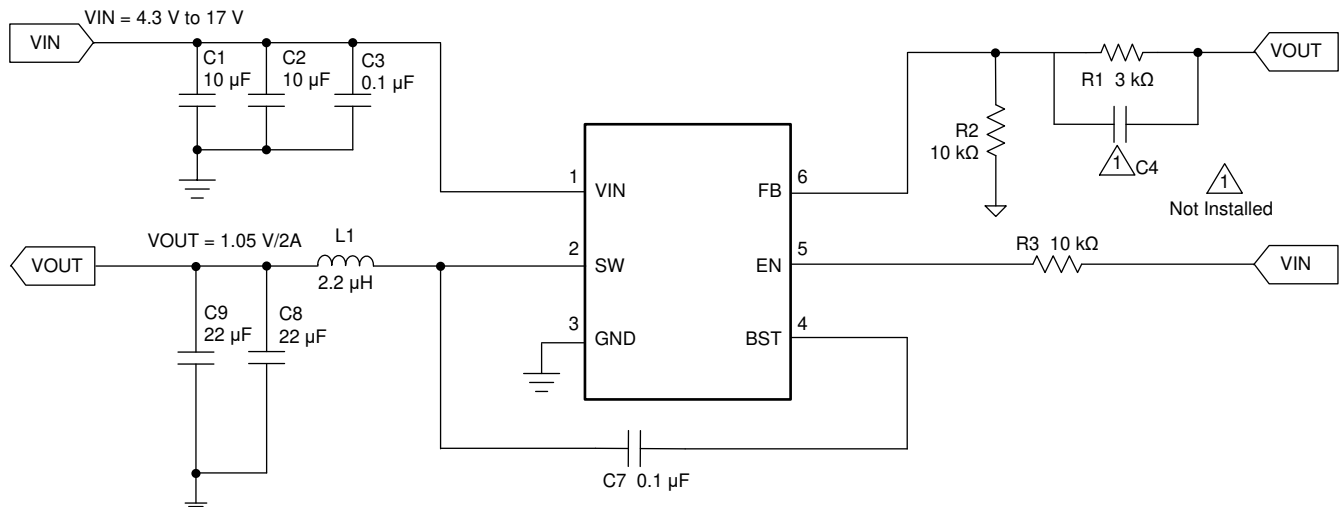 VIN = 4.3 V to 17 V
VIN
C1
10 µF
C2
10 µF
C3
0.1 µF
VOUT
R1 3 kΩ
R2
10 kΩ
1
C4
1
Not Installed
1
VIN
FB
6
VOUT = 1.05 V/2A
L1
VOUT
2.2 µH
2
SW
EN
5
R3 10 kΩ
VIN
C9
22 µF
C8
22 µF
3
GND
BST
4
C7 0.1 µF